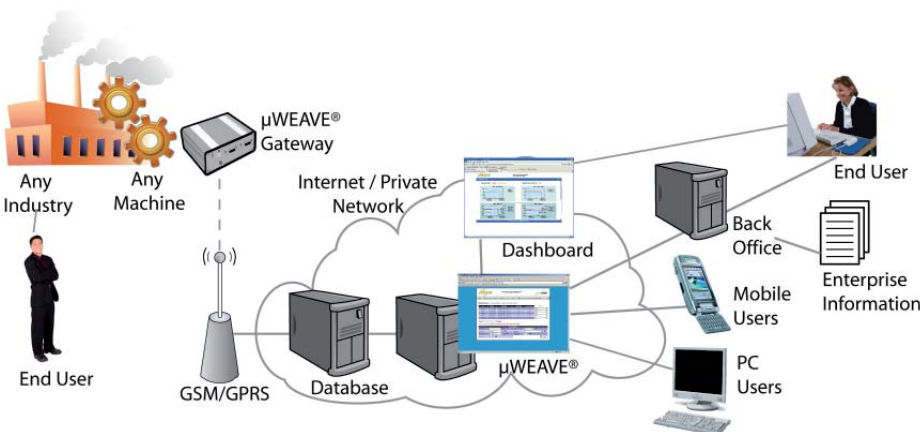 µWEAVE®
Gateway
Any
Industry
Any
Machine
Internet / Private
Network
End User
Dashboard
Back
Office
Enterprise
Information
Mobile
Users
End User
GSM/GPRS
Database
µWEAVE®
PC
Users